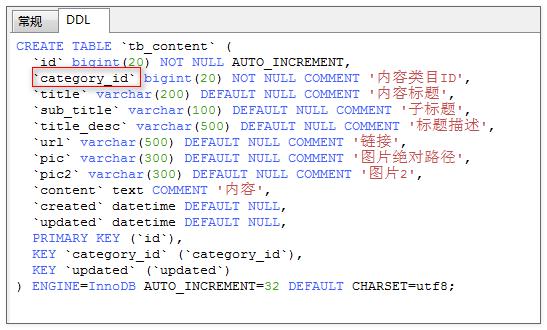 常规 DDL
CREATE TABLE `tb_content` (
  `id` bigint(20) NOT NULL AUTO_INCREMENT,
  `category_id` bigint(20) NOT NULL COMMENT '内容类目ID',
  `title` varchar(200) DEFAULT NULL COMMENT '内容标题',
  `sub_title` varchar(100) DEFAULT NULL COMMENT '子标题',
  `title_desc` varchar(500) DEFAULT NULL COMMENT '标题描述',
  `url` varchar(500) DEFAULT NULL COMMENT '链接',
  `pic` varchar(300) DEFAULT NULL COMMENT '图片绝对路径',
  `pic2` varchar(300) DEFAULT NULL COMMENT '图片2',
  `content` text COMMENT '内容',
  `created` datetime DEFAULT NULL,
  `updated` datetime DEFAULT NULL,
  PRIMARY KEY (`id`),
  KEY `category_id` (`category_id`),
  KEY `updated` (`updated`)
) ENGINE=InnoDB AUTO_INCREMENT=32 DEFAULT CHARSET=utf8;